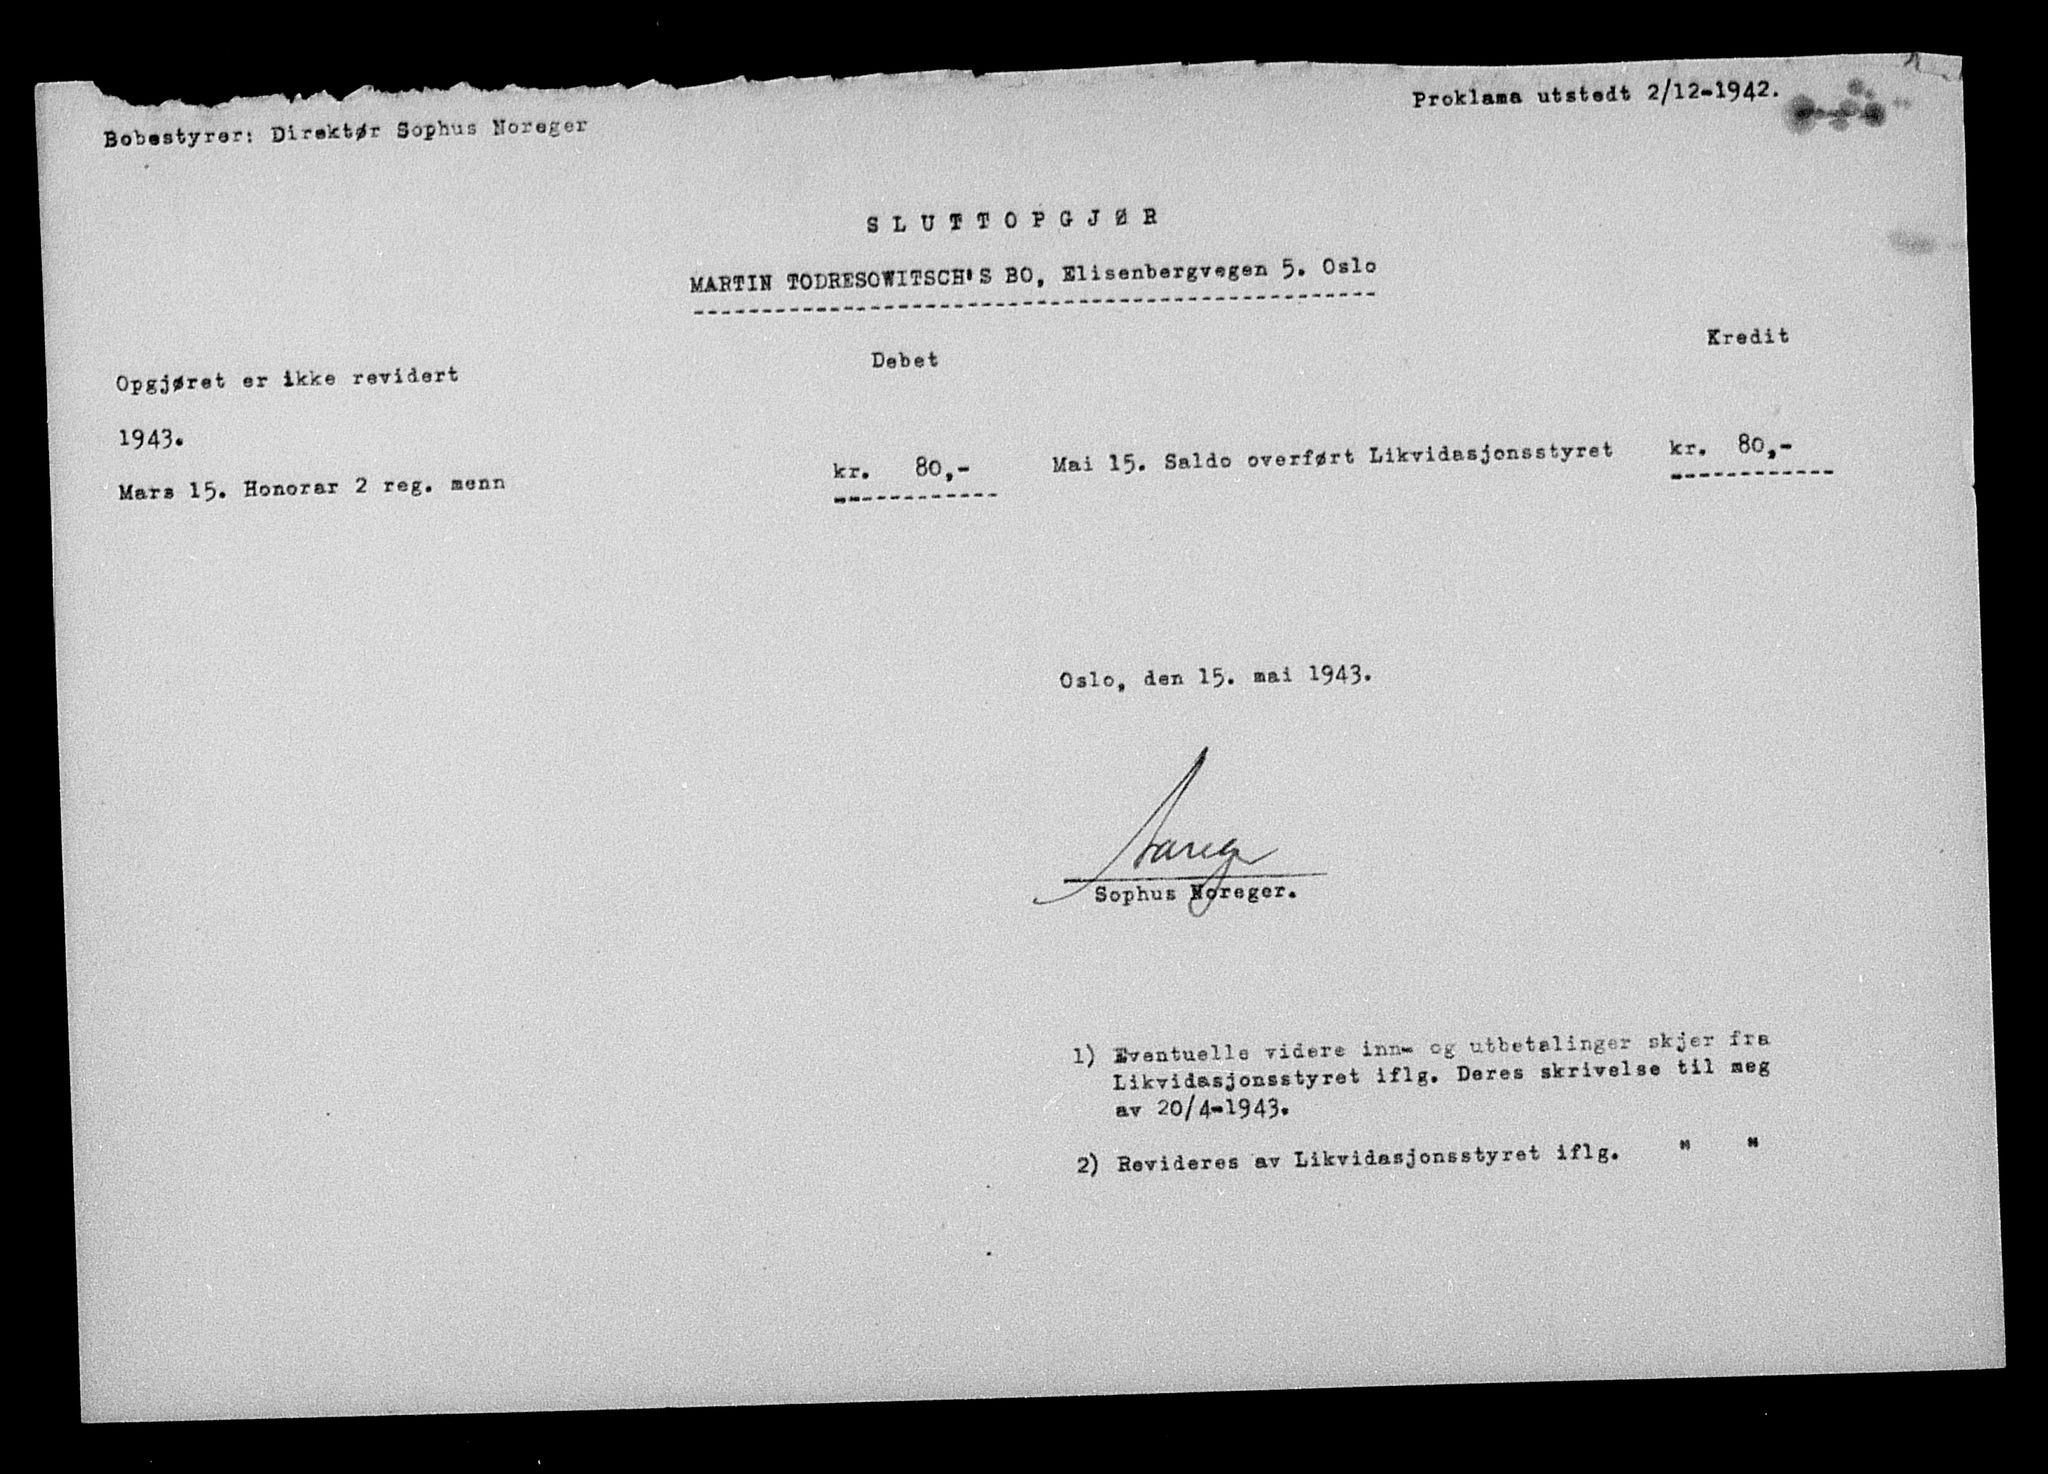 Proklama utstedt 2/12-1942.
Bobestyrer: Direktør Sophus Noreger
SLUTTOPGJØR
MARTIN TODRESOWITSCH'S BO, Elisenbergvegen 5. Oslo
Debet Kredit
Opgjøret er ikke revidert
1943.
Mars 15. Honorar 2 reg. menn kr. 80,- Mai 15. Saldo overført Likvidasjonsstyret kr. 80,-
Oslo, den 15. mai 1943.
Sophus Noreger.
1) Eventuelle videre inn- og utbetalinger skjer fra
Likvidasjonsstyret iflg. Deres skrivelse til meg
av 20/4-1943.
2) Revideres av Likvidasjonsstyret iflg. " "